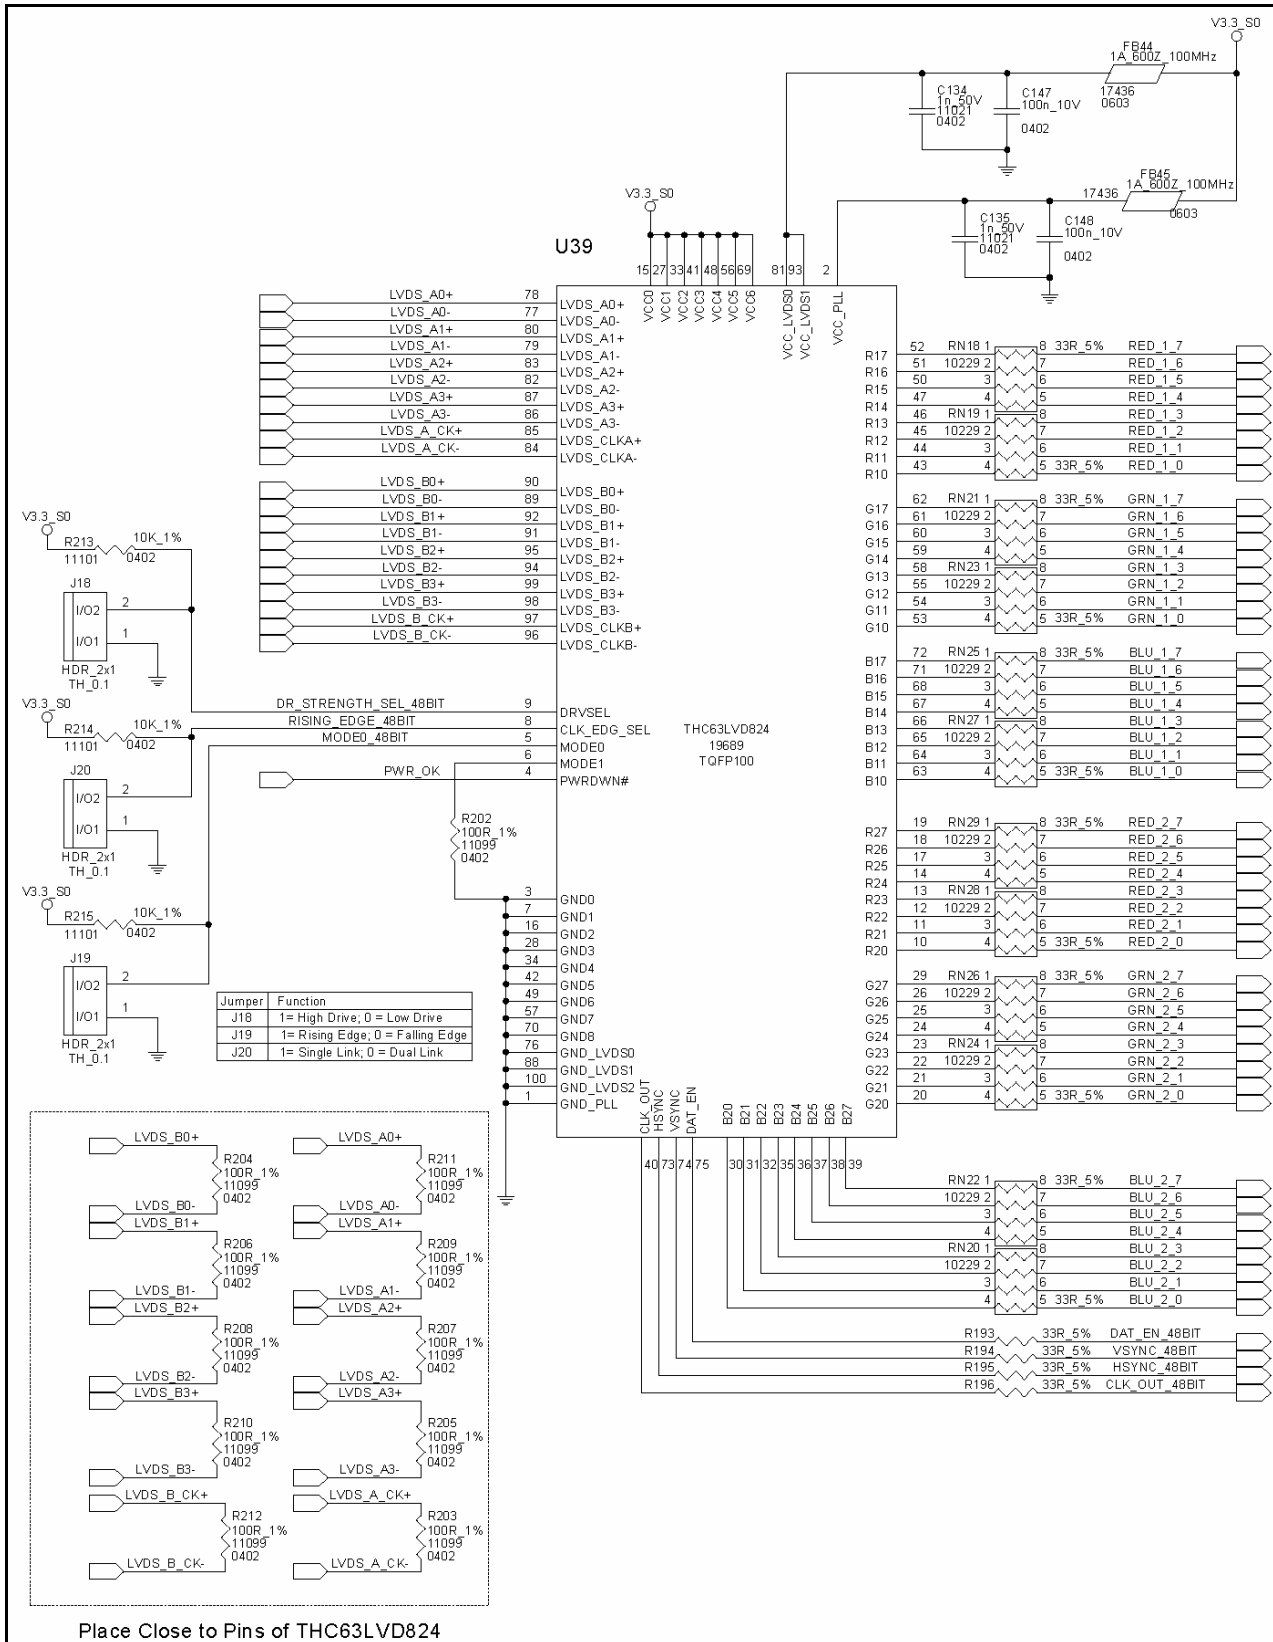 V3.3_S0
FB44
1A_600Z_100MHz
17436
0603
C134
1n_50V
11021
0402
C147
100n_10V
0402
FB45
1A_600Z_100MHz
17436
0603
C135
1n_50V
11021
0402
C148
100n_10V
0402
V3.3_S0
U39
15 27 33 41 48 56 69 81 93 2
VCC0 VCC1 VCC2 VCC3 VCC4 VCC5 VCC6 VCC_LVDS0 VCC_LVDS1 VCC_PLL
LVDS_A0+ 78 LVDS_A0+
LVDS_A0- 77 LVDS_A0-
LVDS_A1+ 80 LVDS_A1+
LVDS_A1- 79 LVDS_A1-
LVDS_A2+ 83 LVDS_A2+
LVDS_A2- 82 LVDS_A2-
LVDS_A3+ 87 LVDS_A3+
LVDS_A3- 86 LVDS_A3-
LVDS_A_CK+ 85 LVDS_CLKA+
LVDS_A_CK- 84 LVDS_CLKA-
LVDS_B0+ 90 LVDS_B0+
LVDS_B0- 89 LVDS_B0-
LVDS_B1+ 92 LVDS_B1+
LVDS_B1- 91 LVDS_B1-
LVDS_B2+ 95 LVDS_B2+
LVDS_B2- 94 LVDS_B2-
LVDS_B3+ 99 LVDS_B3+
LVDS_B3- 98 LVDS_B3-
LVDS_B_CK+ 97 LVDS_CLKB+
LVDS_B_CK- 96 LVDS_CLKB-
DR_STRENGTH_SEL_48BIT 9 DRVSEL
RISING_EDGE_48BIT 8 CLK_EDG_SEL
MODE0_48BIT 5 MODE0
6 MODE1
PWR_OK 4 PWRDWN#
THC63LVD824
19689
TQFP100
V3.3_S0
R213 10K_1%
11101 0402
J18
I/O2 2
I/O1 1
HDR_2x1
TH_0.1
V3.3_S0
R214 10K_1%
11101 0402
J20
I/O2 2
I/O1 1
HDR_2x1
TH_0.1
V3.3_S0
R215 10K_1%
11101 0402
J19
I/O2 2
I/O1 1
HDR_2x1
TH_0.1
R202
100R_1%
11099
0402
3 GND0
7 GND1
16 GND2
28 GND3
34 GND4
42 GND5
49 GND6
57 GND7
70 GND8
76 GND_LVDS0
88 GND_LVDS1
100 GND_LVDS2
1 GND_PLL
Jumper Function
J18 1= High Drive; 0 = Low Drive
J19 1= Rising Edge; 0 = Falling Edge
J20 1= Single Link; 0 = Dual Link
R17 52 RN18 1 8 33R_5% RED_1_7
R16 51 10229 2 7 RED_1_6
R15 50 3 6 RED_1_5
R14 47 4 5 RED_1_4
R13 46 RN19 1 8 RED_1_3
R12 45 10229 2 7 RED_1_2
R11 44 3 6 RED_1_1
R10 43 4 5 33R_5% RED_1_0
G17 62 RN21 1 8 33R_5% GRN_1_7
G16 61 10229 2 7 GRN_1_6
G15 60 3 6 GRN_1_5
G14 59 4 5 GRN_1_4
G13 58 RN23 1 8 GRN_1_3
G12 55 10229 2 7 GRN_1_2
G11 54 3 6 GRN_1_1
G10 53 4 5 33R_5% GRN_1_0
B17 72 RN25 1 8 33R_5% BLU_1_7
B16 71 10229 2 7 BLU_1_6
B15 68 3 6 BLU_1_5
B14 67 4 5 BLU_1_4
B13 66 RN27 1 8 BLU_1_3
B12 65 10229 2 7 BLU_1_2
B11 64 3 6 BLU_1_1
B10 63 4 5 33R_5% BLU_1_0
R27 19 RN29 1 8 33R_5% RED_2_7
R26 18 10229 2 7 RED_2_6
R25 17 3 6 RED_2_5
R24 14 4 5 RED_2_4
R23 13 RN28 1 8 RED_2_3
R22 12 10229 2 7 RED_2_2
R21 11 3 6 RED_2_1
R20 10 4 5 33R_5% RED_2_0
G27 29 RN26 1 8 33R_5% GRN_2_7
G26 26 10229 2 7 GRN_2_6
G25 25 3 6 GRN_2_5
G24 24 4 5 GRN_2_4
G23 23 RN24 1 8 GRN_2_3
G22 22 10229 2 7 GRN_2_2
G21 21 3 6 GRN_2_1
G20 20 4 5 33R_5% GRN_2_0
CLK_OUT HSYNC VSYNC DAT_EN B20 B21 B22 B23 B24 B25 B26 B27
40 73 74 75 30 31 32 35 36 37 38 39
RN22 1 8 33R_5% BLU_2_7
10229 2 7 BLU_2_6
3 6 BLU_2_5
4 5 BLU_2_4
RN20 1 8 BLU_2_3
10229 2 7 BLU_2_2
3 6 BLU_2_1
4 5 33R_5% BLU_2_0
R193 33R_5% DAT_EN_48BIT
R194 33R_5% VSYNC_48BIT
R195 33R_5% HSYNC_48BIT
R196 33R_5% CLK_OUT_48BIT
LVDS_B0+
R204
100R_1%
11099
0402
LVDS_B0-
LVDS_B1+
R206
100R_1%
11099
0402
LVDS_B1-
LVDS_B2+
R208
100R_1%
11099
0402
LVDS_B2-
LVDS_B3+
R210
100R_1%
11099
0402
LVDS_B3-
LVDS_B_CK+
R212
100R_1%
11099
0402
LVDS_B_CK-
LVDS_A0+
R211
100R_1%
11099
0402
LVDS_A0-
LVDS_A1+
R209
100R_1%
11099
0402
LVDS_A1-
LVDS_A2+
R207
100R_1%
11099
0402
LVDS_A2-
LVDS_A3+
R205
100R_1%
11099
0402
LVDS_A3-
LVDS_A_CK+
R203
100R_1%
11099
0402
LVDS_A_CK-
Place Close to Pins of THC63LVD824